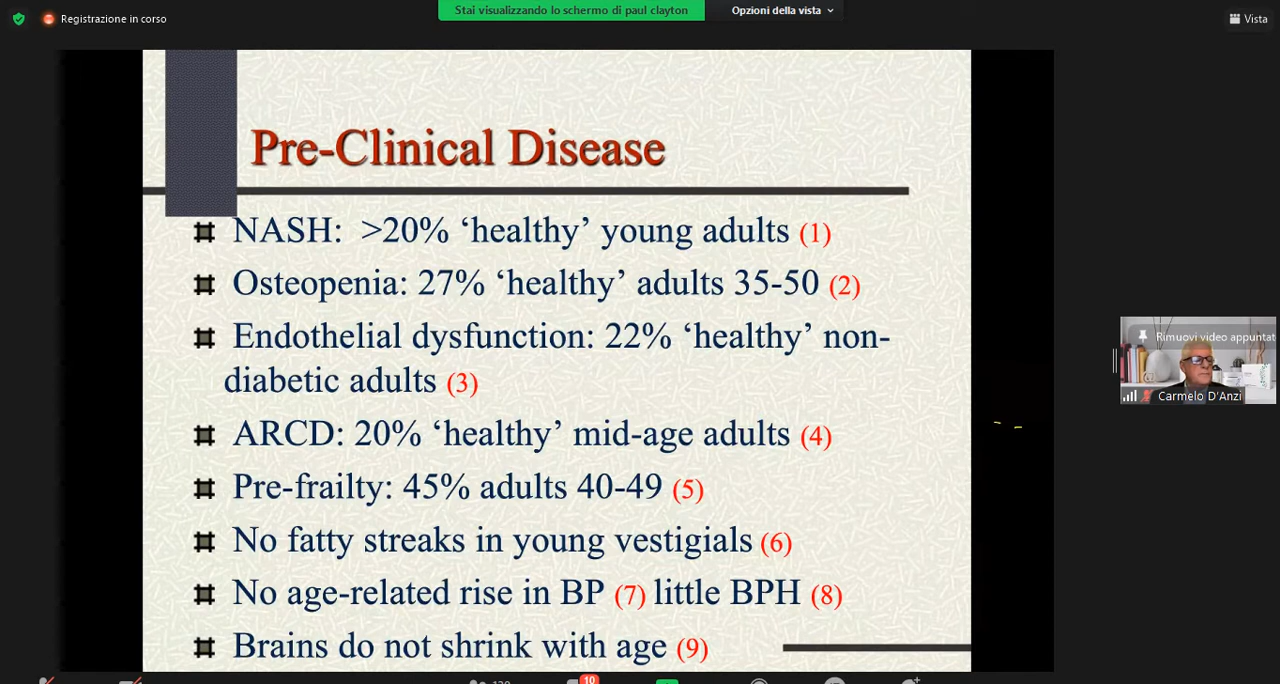 Registrazione in corso
Stai visualizzando lo schermo di paul clayton
Opzioni della vista
Vista
Pre-Clinical Disease
NASH: >20% ‘healthy’ young adults (1)
Osteopenia: 27% ‘healthy’ adults 35-50 (2)
Endothelial dysfunction: 22% ‘healthy’ non-
diabetic adults (3)
ARCD: 20% ‘healthy’ mid-age adults (4)
Pre-frailty: 45% adults 40-49 (5)
No fatty streaks in young vestigials (6)
No age-related rise in BP (7) little BPH (8)
Brains do not shrink with age (9)
Rimuovi video appuntat
Carmelo D'Anzi
10